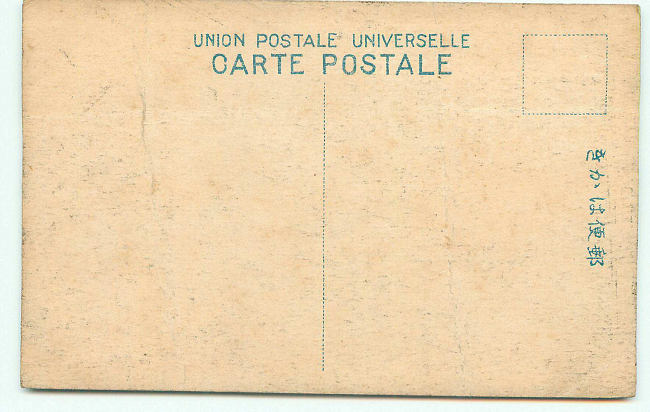 UNION POSTALE UNIVERSELLE
CARTE POSTALE
郵便はかき